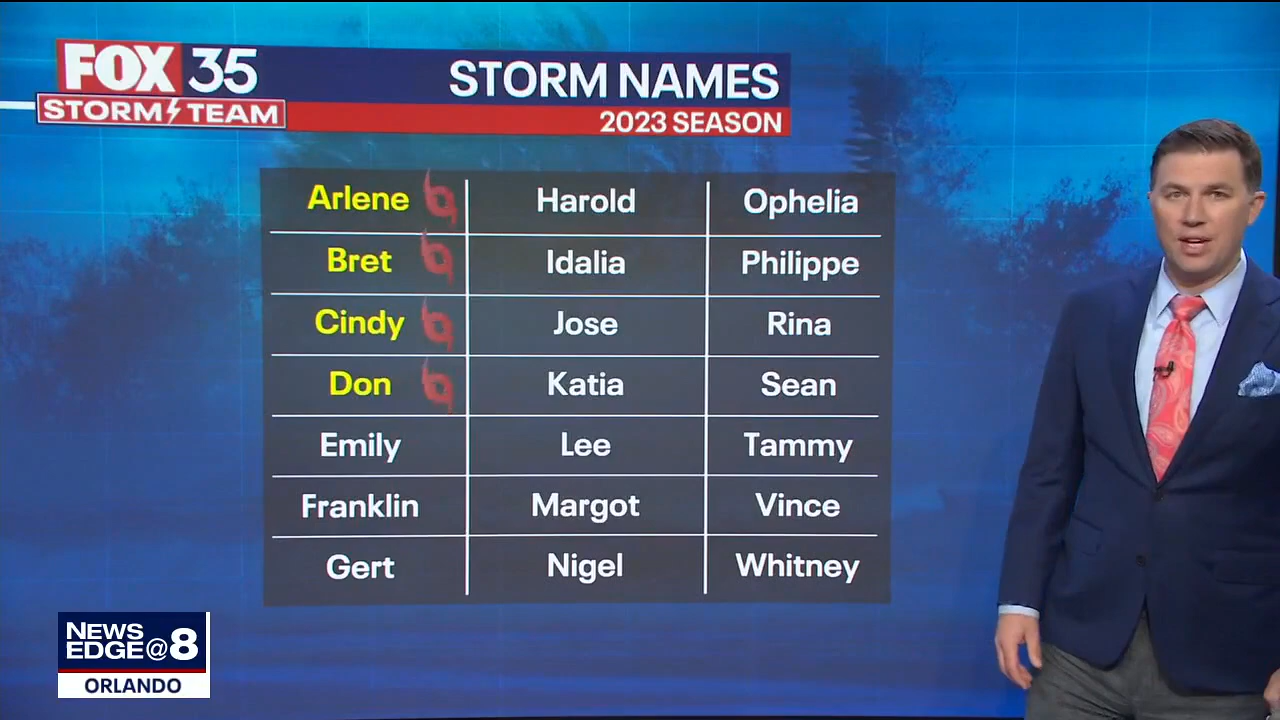 FOX 35
STORM TEAM
STORM NAMES
2023 SEASON
Arlene Harold Ophelia
Bret Idalia Philippe
Cindy Jose Rina
Don Katia Sean
Emily Lee Tammy
Franklin Margot Vince
Gert Nigel Whitney
NEWS
EDGE@8
ORLANDO